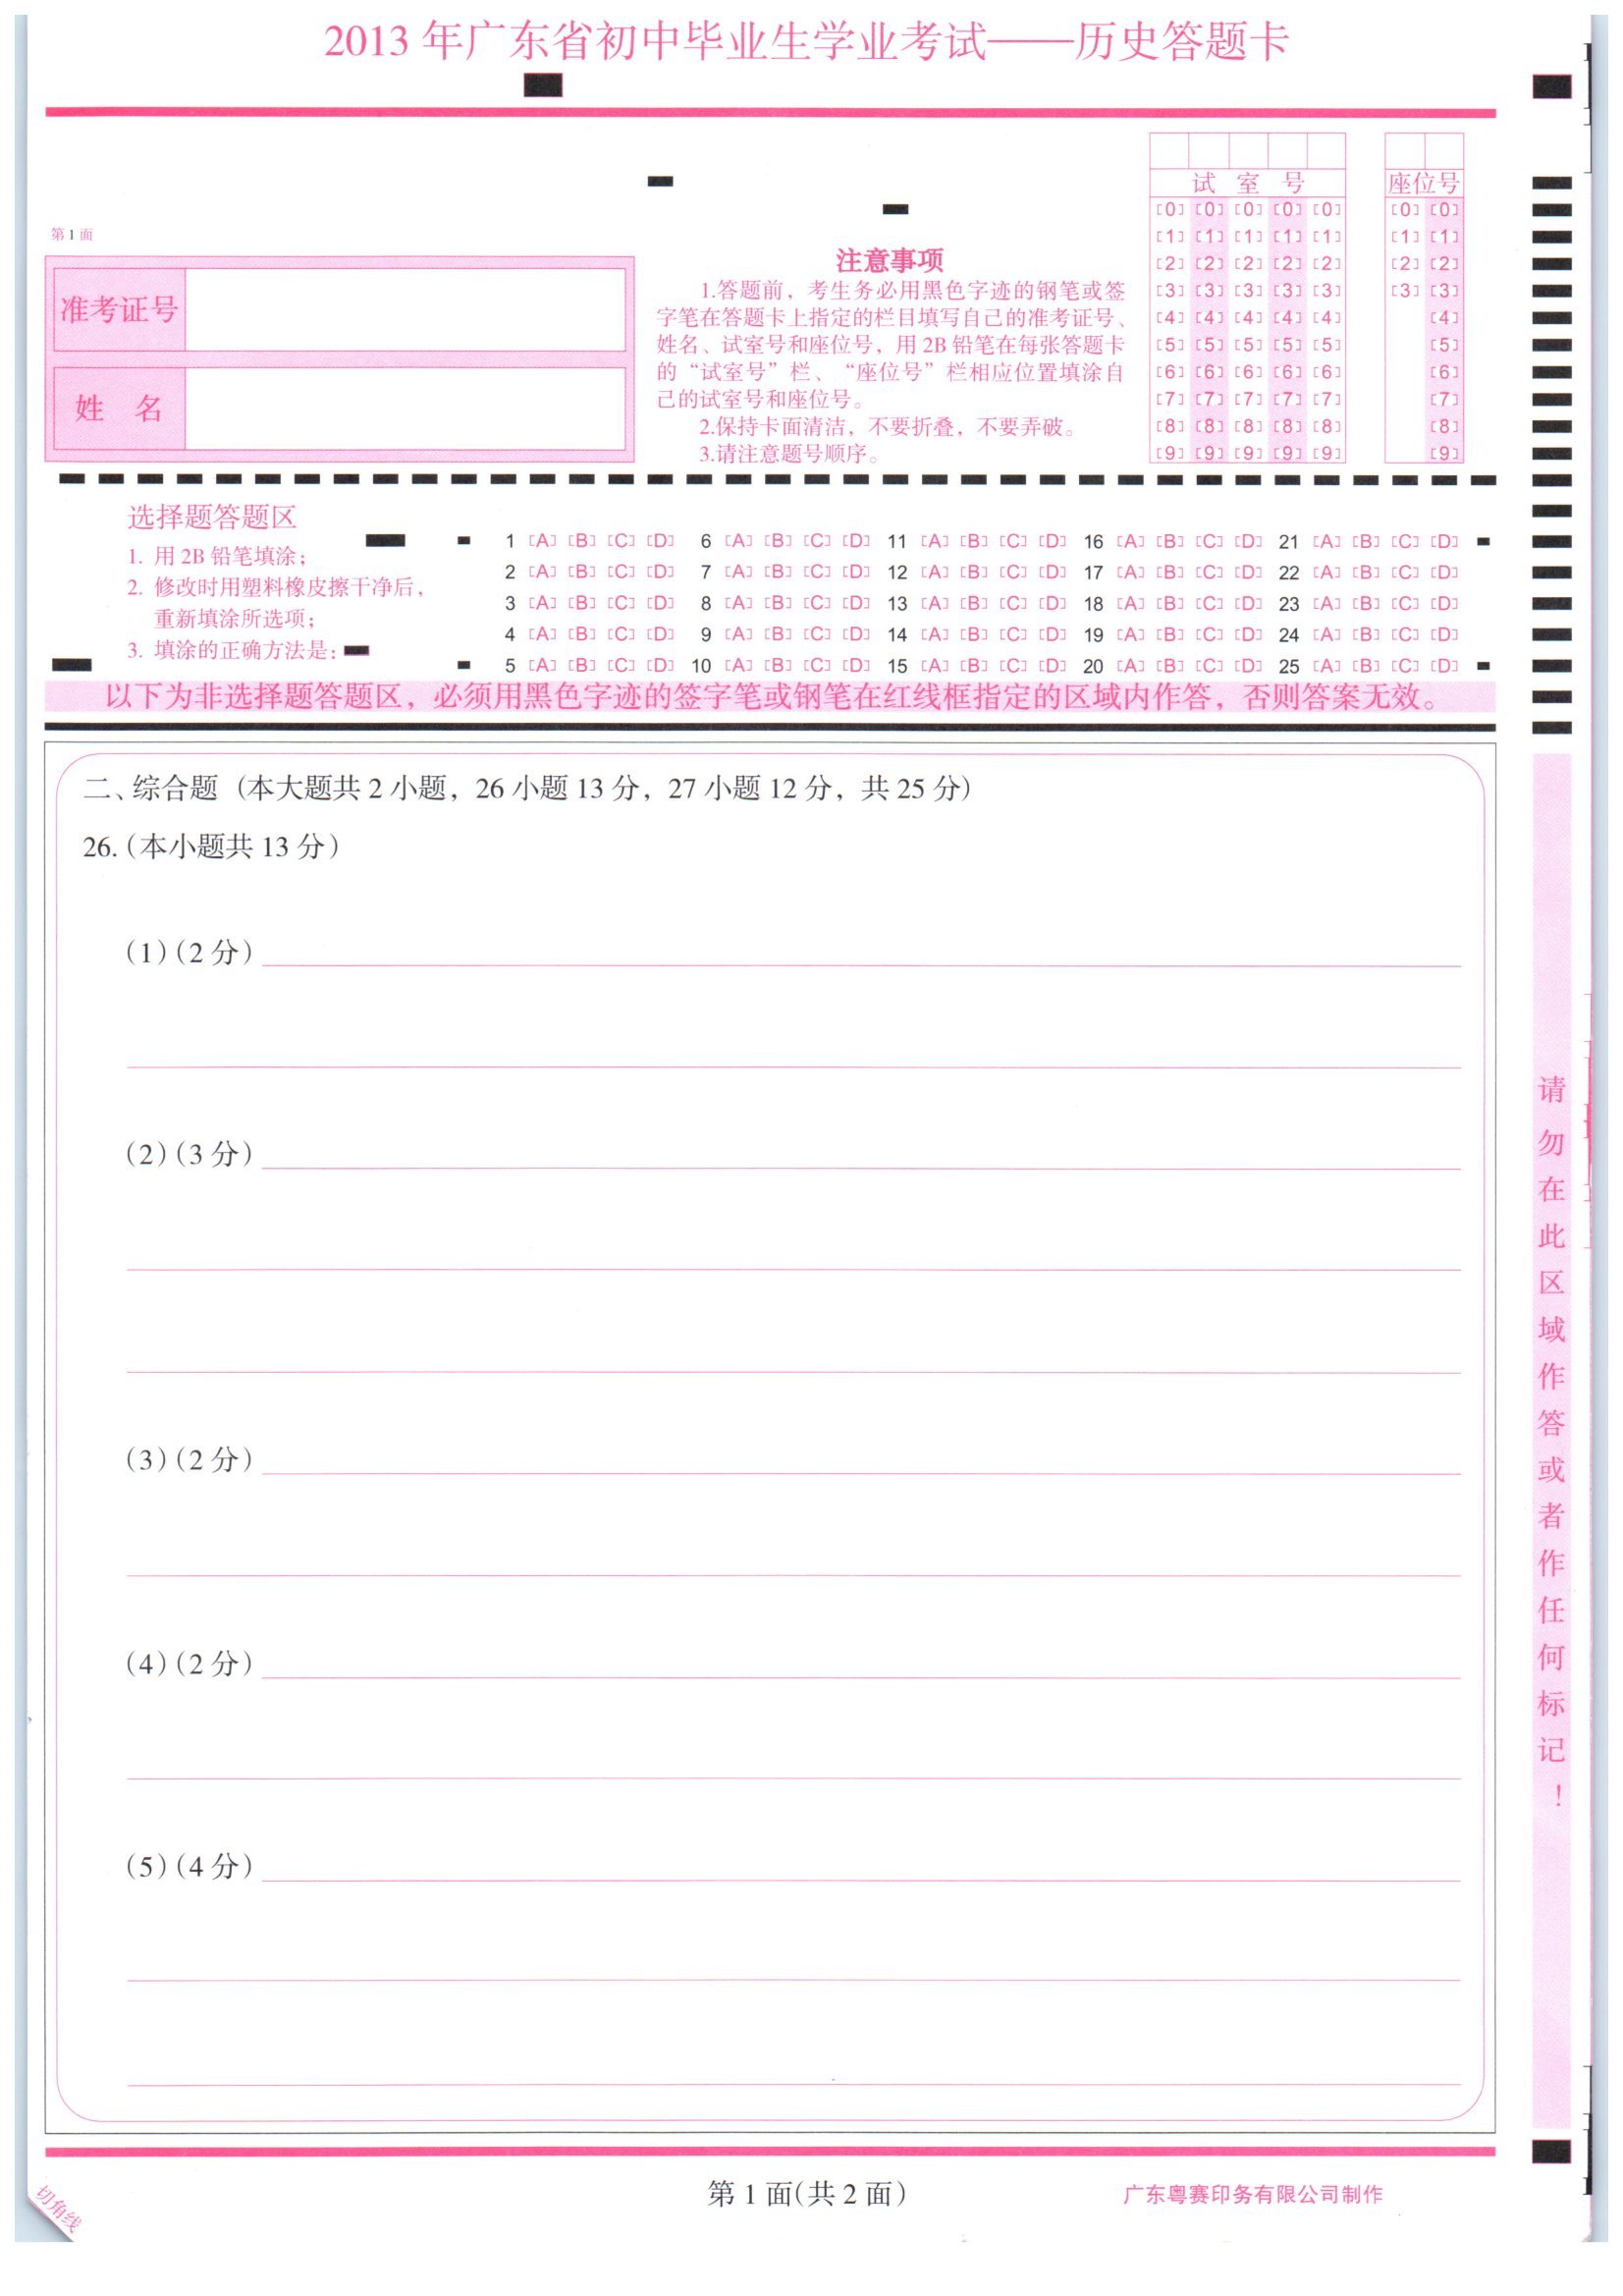 2013 年广东省初中毕业生学业考试——历史答题卡
第 1 面
准考证号
姓 名
注意事项
1.答题前，考生务必用黑色字迹的钢笔或签
字笔在答题卡上指定的栏目填写自己的准考证号、
姓名、试室号和座位号，用 2B 铅笔在每张答题卡
的“试室号”栏、“座位号”栏相应位置填涂自
己的试室号和座位号。
2.保持卡面清洁，不要折叠，不要弄破。
3.请注意题号顺序。
试 室 号 座位号
[0] [0] [0] [0] [0] [0] [0]
[1] [1] [1] [1] [1] [1] [1]
[2] [2] [2] [2] [2] [2] [2]
[3] [3] [3] [3] [3] [3] [3]
[4] [4] [4] [4] [4] [4]
[5] [5] [5] [5] [5] [5]
[6] [6] [6] [6] [6] [6]
[7] [7] [7] [7] [7] [7]
[8] [8] [8] [8] [8] [8]
[9] [9] [9] [9] [9] [9]
选择题答题区
1. 用 2B 铅笔填涂；
2. 修改时用塑料橡皮擦干净后，
重新填涂所选项；
3. 填涂的正确方法是：
1 [A] [B] [C] [D] 6 [A] [B] [C] [D] 11 [A] [B] [C] [D] 16 [A] [B] [C] [D] 21 [A] [B] [C] [D]
2 [A] [B] [C] [D] 7 [A] [B] [C] [D] 12 [A] [B] [C] [D] 17 [A] [B] [C] [D] 22 [A] [B] [C] [D]
3 [A] [B] [C] [D] 8 [A] [B] [C] [D] 13 [A] [B] [C] [D] 18 [A] [B] [C] [D] 23 [A] [B] [C] [D]
4 [A] [B] [C] [D] 9 [A] [B] [C] [D] 14 [A] [B] [C] [D] 19 [A] [B] [C] [D] 24 [A] [B] [C] [D]
5 [A] [B] [C] [D] 10 [A] [B] [C] [D] 15 [A] [B] [C] [D] 20 [A] [B] [C] [D] 25 [A] [B] [C] [D]
以下为非选择题答题区，必须用黑色字迹的签字笔或钢笔在红线框指定的区域内作答，否则答案无效。
二、综合题（本大题共 2 小题，26 小题 13 分，27 小题 12 分，共 25 分）
26.（本小题共 13 分）
（1）（2 分）
（2）（3 分）
（3）（2 分）
（4）（2 分）
（5）（4 分）
请勿在此区域作答或者作任何标记！
第 1 面（共 2 面）
广东粤赛印务有限公司制作
切角线